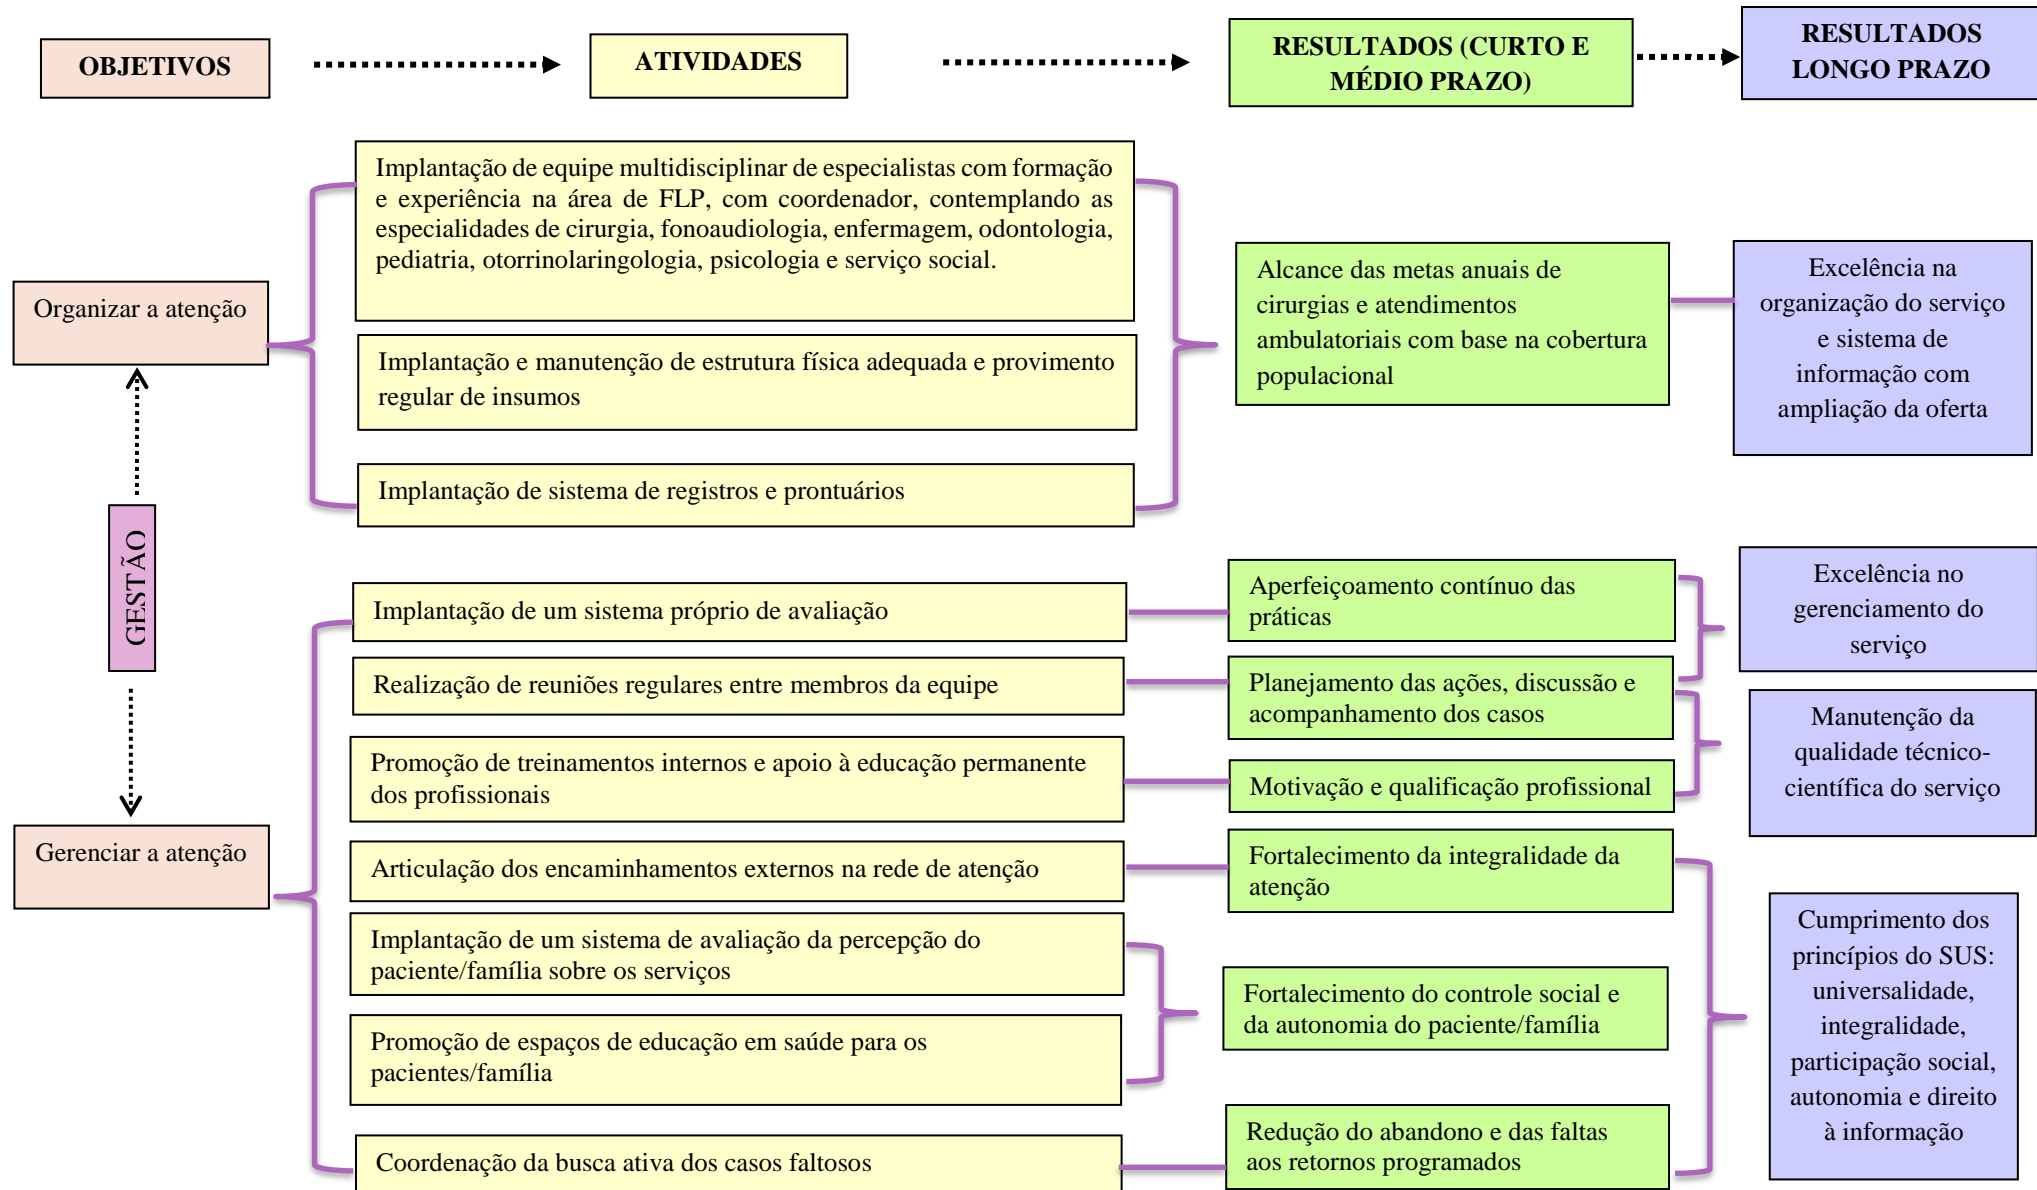 OBJETIVOS
ATIVIDADES
RESULTADOS (CURTO E
MÉDIO PRAZO)
RESULTADOS
LONGO PRAZO
GESTÃO
Organizar a atenção
Implantação de equipe multidisciplinar de especialistas com formação
e experiência na área de FLP, com coordenador, contemplando as
especialidades de cirurgia, fonoaudiologia, enfermagem, odontologia,
pediatria, otorrinolaringologia, psicologia e serviço social.
Implantação e manutenção de estrutura física adequada e provimento
regular de insumos
Implantação de sistema de registros e prontuários
Alcance das metas anuais de
cirurgias e atendimentos
ambulatoriais com base na cobertura
populacional
Excelência na
organização do serviço
e sistema de
informação com
ampliação da oferta
Gerenciar a atenção
Implantação de um sistema próprio de avaliação
Realização de reuniões regulares entre membros da equipe
Promoção de treinamentos internos e apoio à educação permanente
dos profissionais
Articulação dos encaminhamentos externos na rede de atenção
Implantação de um sistema de avaliação da percepção do
paciente/família sobre os serviços
Promoção de espaços de educação em saúde para os
pacientes/família
Coordenação da busca ativa dos casos faltosos
Aperfeiçoamento contínuo das
práticas
Planejamento das ações, discussão e
acompanhamento dos casos
Motivação e qualificação profissional
Fortalecimento da integralidade da
atenção
Fortalecimento do controle social e
da autonomia do paciente/família
Redução do abandono e das faltas
aos retornos programados
Excelência no
gerenciamento do
serviço
Manutenção da
qualidade técnico-
científica do serviço
Cumprimento dos
princípios do SUS:
universalidade,
integralidade,
participação social,
autonomia e direito
à informação